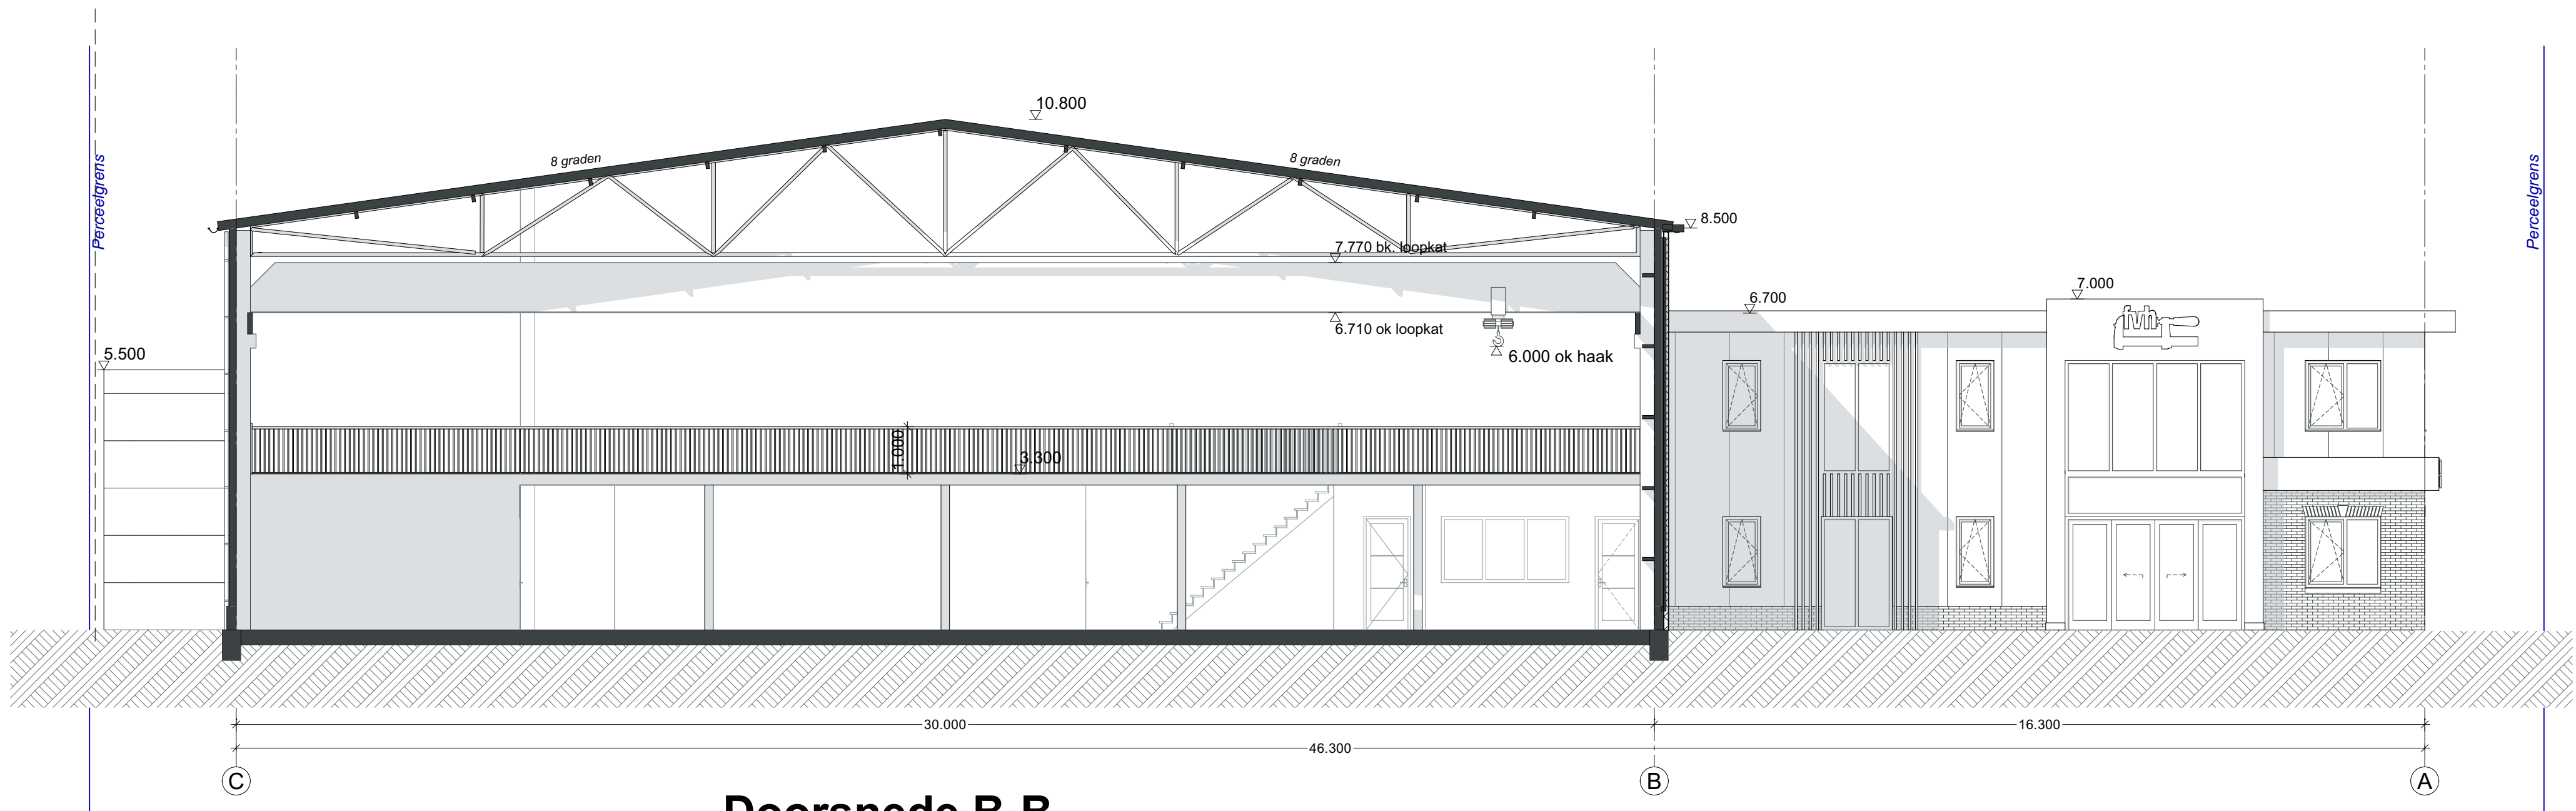 10.800
8 graden
8 graden
Perceelgrens
Perceelgrens
8.500
7.770 bk. loopkat
7.000
6.700
fvh
6.710 ok loopkat
5.500
6.000 ok haak
1.000
3.300
30.000
16.300
46.300
C
B
A
Doorsnede B-B